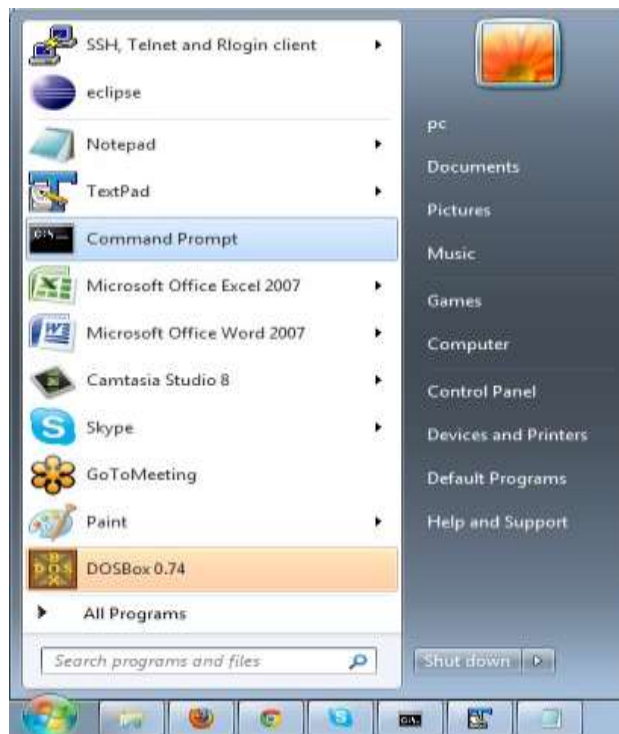 SSH, Telnet and Rlogin client
eclipse
Notepad
TextPad
Command Prompt
Microsoft Office Excel 2007
Microsoft Office Word 2007
Camtasia Studio 8
Skype
GoToMeeting
Paint
DOSBox 0.74
All Programs
Search programs and files
pc
Documents
Pictures
Music
Games
Computer
Control Panel
Devices and Printers
Default Programs
Help and Support
Shut down